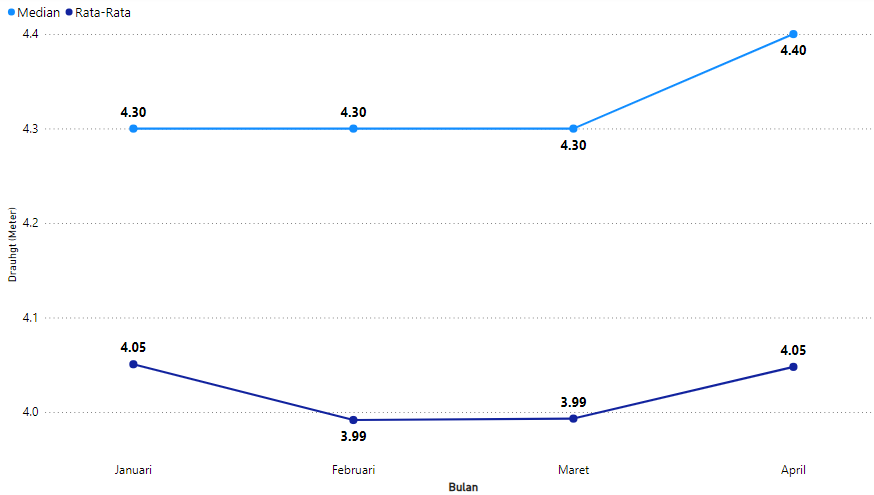 Median Rata-Rata
4.4
4.40
4.30
4.30
4.3
4.30
4.2
Drauhgt (Meter)
4.1
4.05
4.05
4.0
3.99
3.99
Januari
Februari
Maret
April
Bulan